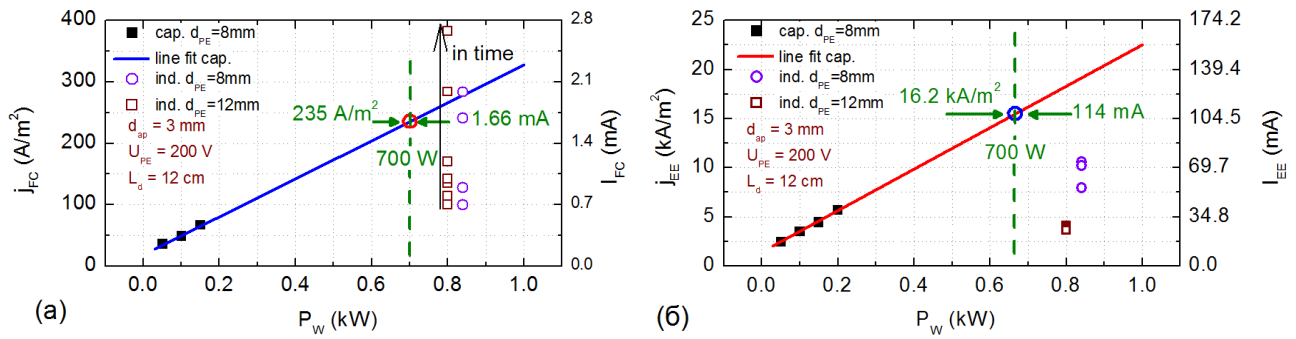 400
350
300
250
200
150
100
50
0
j_FC (A/m²)
cap. d_PE=8mm
line fit cap.
ind. d_PE=8mm
ind. d_PE=12mm
d_ap = 3 mm
U_PE = 200 V
L_d = 12 cm
in time
235 A/m²
1.66 mA
700 W
2.8
2.1
1.4
0.7
0.0
I_FC (mA)
0.0 0.2 0.4 0.6 0.8 1.0
P_W (kW)
(а)
25
20
15
10
5
0
j_EE (kA/m²)
cap. d_PE=8mm
line fit cap.
ind. d_PE=8mm
ind. d_PE=12mm
d_ap = 3 mm
U_PE = 200 V
L_d = 12 cm
16.2 kA/m²
114 mA
700 W
174.2
139.4
104.5
69.7
34.8
0.0
I_EE (mA)
0.0 0.2 0.4 0.6 0.8 1.0
P_W (kW)
(б)